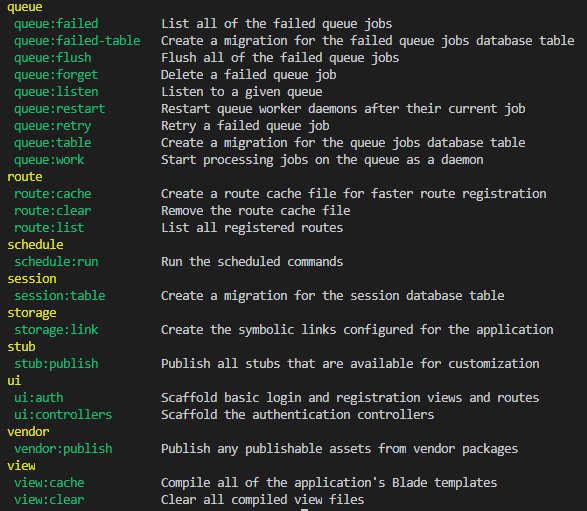 queue
queue:failed List all of the failed queue jobs
queue:failed-table Create a migration for the failed queue jobs database table
queue:flush Flush all of the failed queue jobs
queue:forget Delete a failed queue job
queue:listen Listen to a given queue
queue:restart Restart queue worker daemons after their current job
queue:retry Retry a failed queue job
queue:table Create a migration for the queue jobs database table
queue:work Start processing jobs on the queue as a daemon
route
route:cache Create a route cache file for faster route registration
route:clear Remove the route cache file
route:list List all registered routes
schedule
schedule:run Run the scheduled commands
session
session:table Create a migration for the session database table
storage
storage:link Create the symbolic links configured for the application
stub
stub:publish Publish all stubs that are available for customization
ui
ui:auth Scaffold basic login and registration views and routes
ui:controllers Scaffold the authentication controllers
vendor
vendor:publish Publish any publishable assets from vendor packages
view
view:cache Compile all of the application's Blade templates
view:clear Clear all compiled view files